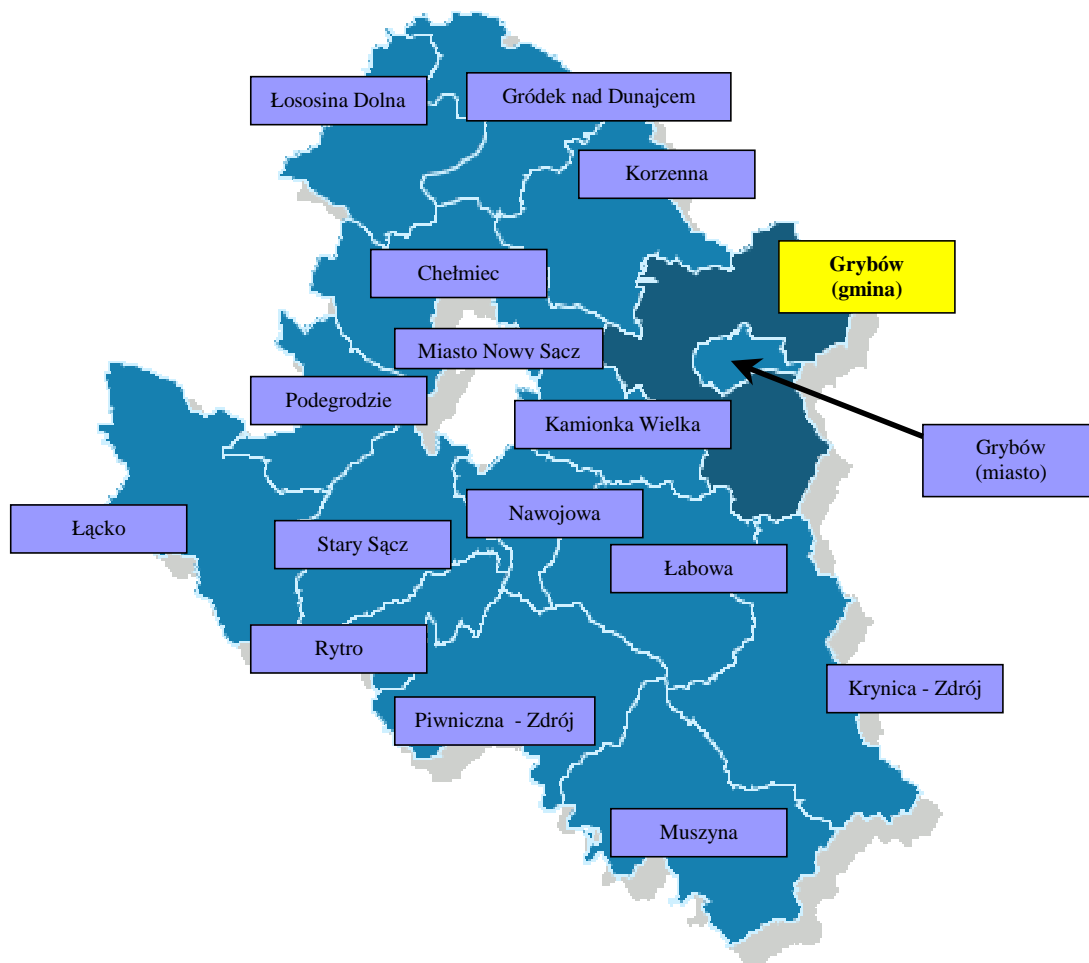 Łososina Dolna
Gródek nad Dunajcem
Korzenna
Chełmiec
Grybów
(gmina)
Miasto Nowy Sącz
Podegrodzie
Kamionka Wielka
Grybów
(miasto)
Łącko
Stary Sącz
Nawojowa
Łabowa
Rytro
Krynica - Zdrój
Piwniczna - Zdrój
Muszyna